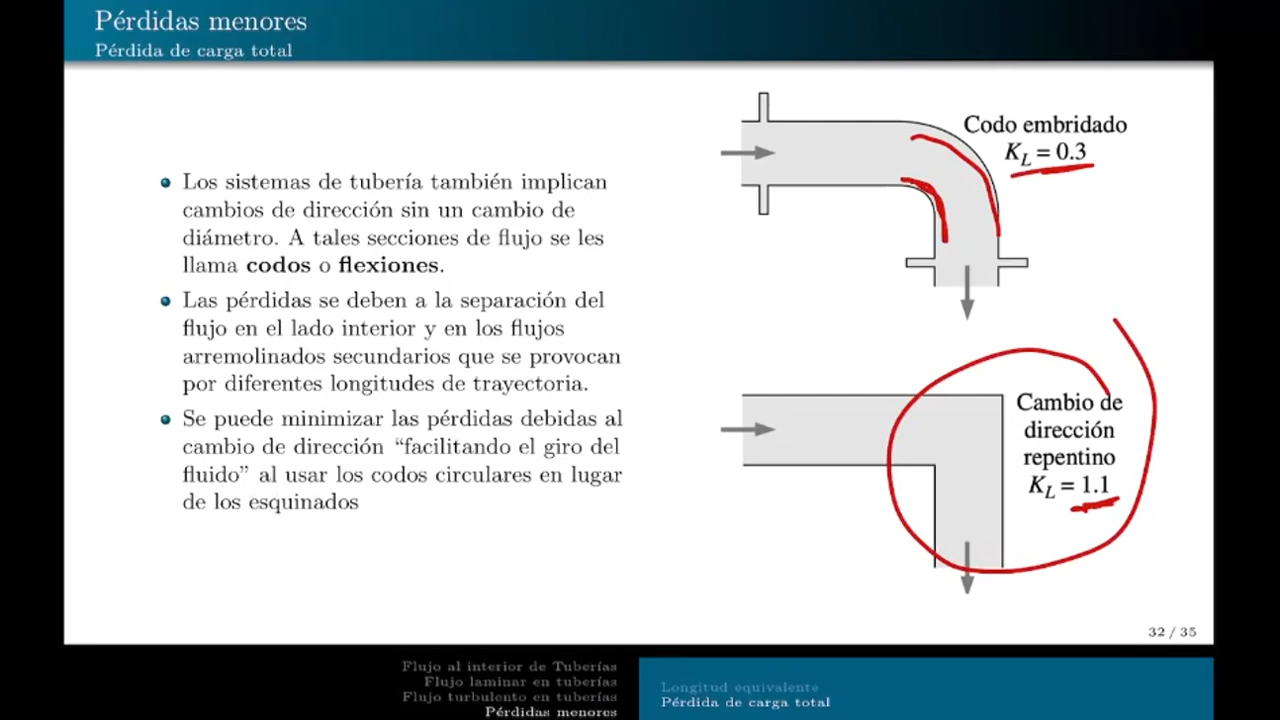 Pérdidas menores
Pérdida de carga total
Los sistemas de tubería también implican
cambios de dirección sin un cambio de
diámetro. A tales secciones de flujo se les
llama codos o flexiones.
Las pérdidas se deben a la separación del
flujo en el lado interior y en los flujos
arremolinados secundarios que se provocan
por diferentes longitudes de trayectoria.
Se puede minimizar las pérdidas debidas al
cambio de dirección “facilitando el giro del
fluido” al usar los codos circulares en lugar
de los esquinados
Codo embridado
K_L = 0.3
Cambio de
dirección
repentino
K_L = 1.1
32 / 35
Flujo al interior de Tuberías
Flujo laminar en tuberías
Flujo turbulento en tuberías
Pérdidas menores
Longitud equivalente
Pérdida de carga total